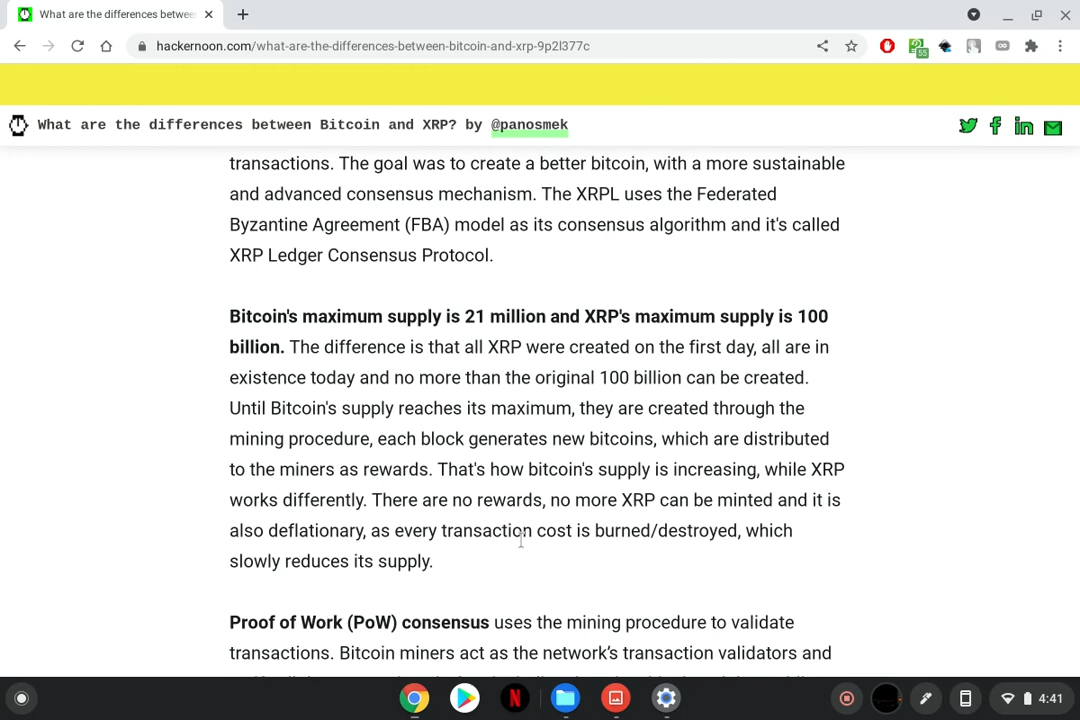 What are the differences betwee
hackernoon.com/what-are-the-differences-between-bitcoin-and-xrp-9p2l377c
55
What are the differences between Bitcoin and XRP? by @panosmek
transactions. The goal was to create a better bitcoin, with a more sustainable
and advanced consensus mechanism. The XRPL uses the Federated
Byzantine Agreement (FBA) model as its consensus algorithm and it's called
XRP Ledger Consensus Protocol.
Bitcoin's maximum supply is 21 million and XRP's maximum supply is 100
billion. The difference is that all XRP were created on the first day, all are in
existence today and no more than the original 100 billion can be created.
Until Bitcoin's supply reaches its maximum, they are created through the
mining procedure, each block generates new bitcoins, which are distributed
to the miners as rewards. That's how bitcoin's supply is increasing, while XRP
works differently. There are no rewards, no more XRP can be minted and it is
also deflationary, as every transaction cost is burned/destroyed, which
slowly reduces its supply.
Proof of Work (PoW) consensus uses the mining procedure to validate
transactions. Bitcoin miners act as the network’s transaction validators and
4:41